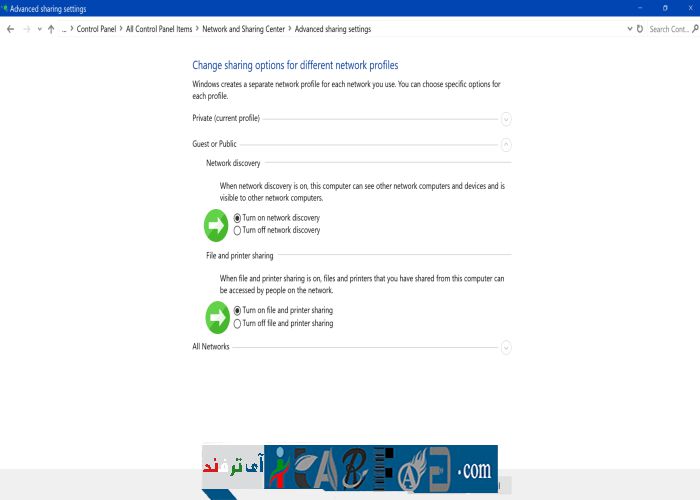 Advanced sharing settings
... > Control Panel > All Control Panel Items > Network and Sharing Center > Advanced sharing settings
Search Cont...
Change sharing options for different network profiles
Windows creates a separate network profile for each network you use. You can choose specific options for
each profile.
Private (current profile)
Guest or Public
Network discovery
When network discovery is on, this computer can see other network computers and devices and is
visible to other network computers.
Turn on network discovery
Turn off network discovery
File and printer sharing
When file and printer sharing is on, files and printers that you have shared from this computer can
be accessed by people on the network.
Turn on file and printer sharing
Turn off file and printer sharing
All Networks
آی ترفند
.com